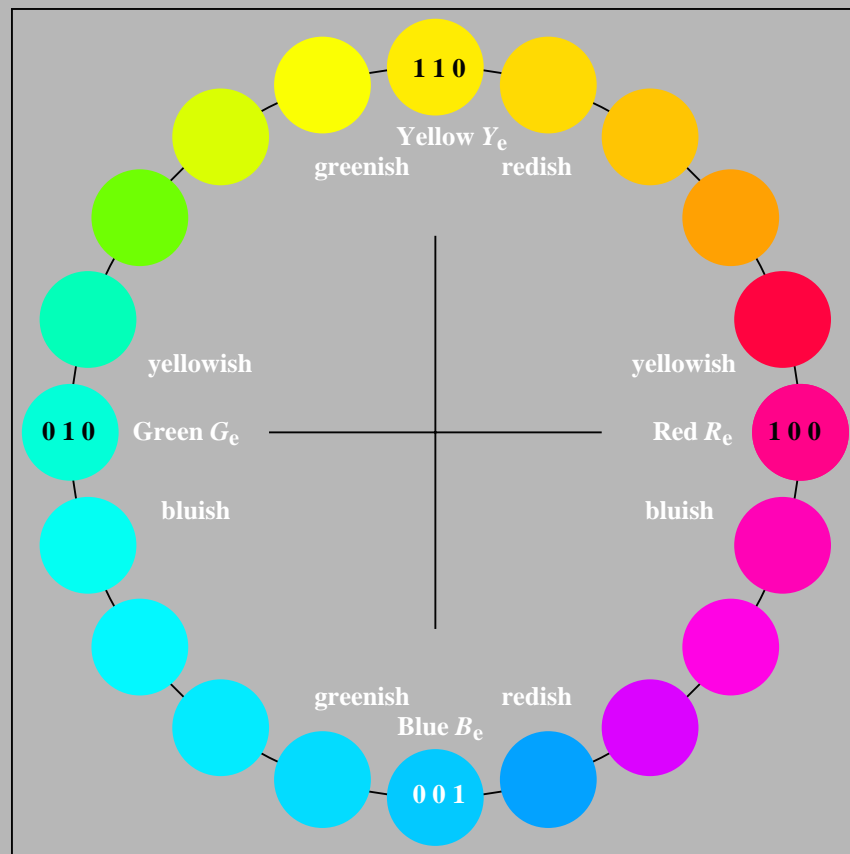 1 1 0
Yellow Yₑ
greenish redish
yellowish yellowish
0 1 0 Green Gₑ Red Rₑ 1 0 0
bluish bluish
greenish redish
Blue Bₑ
0 0 1